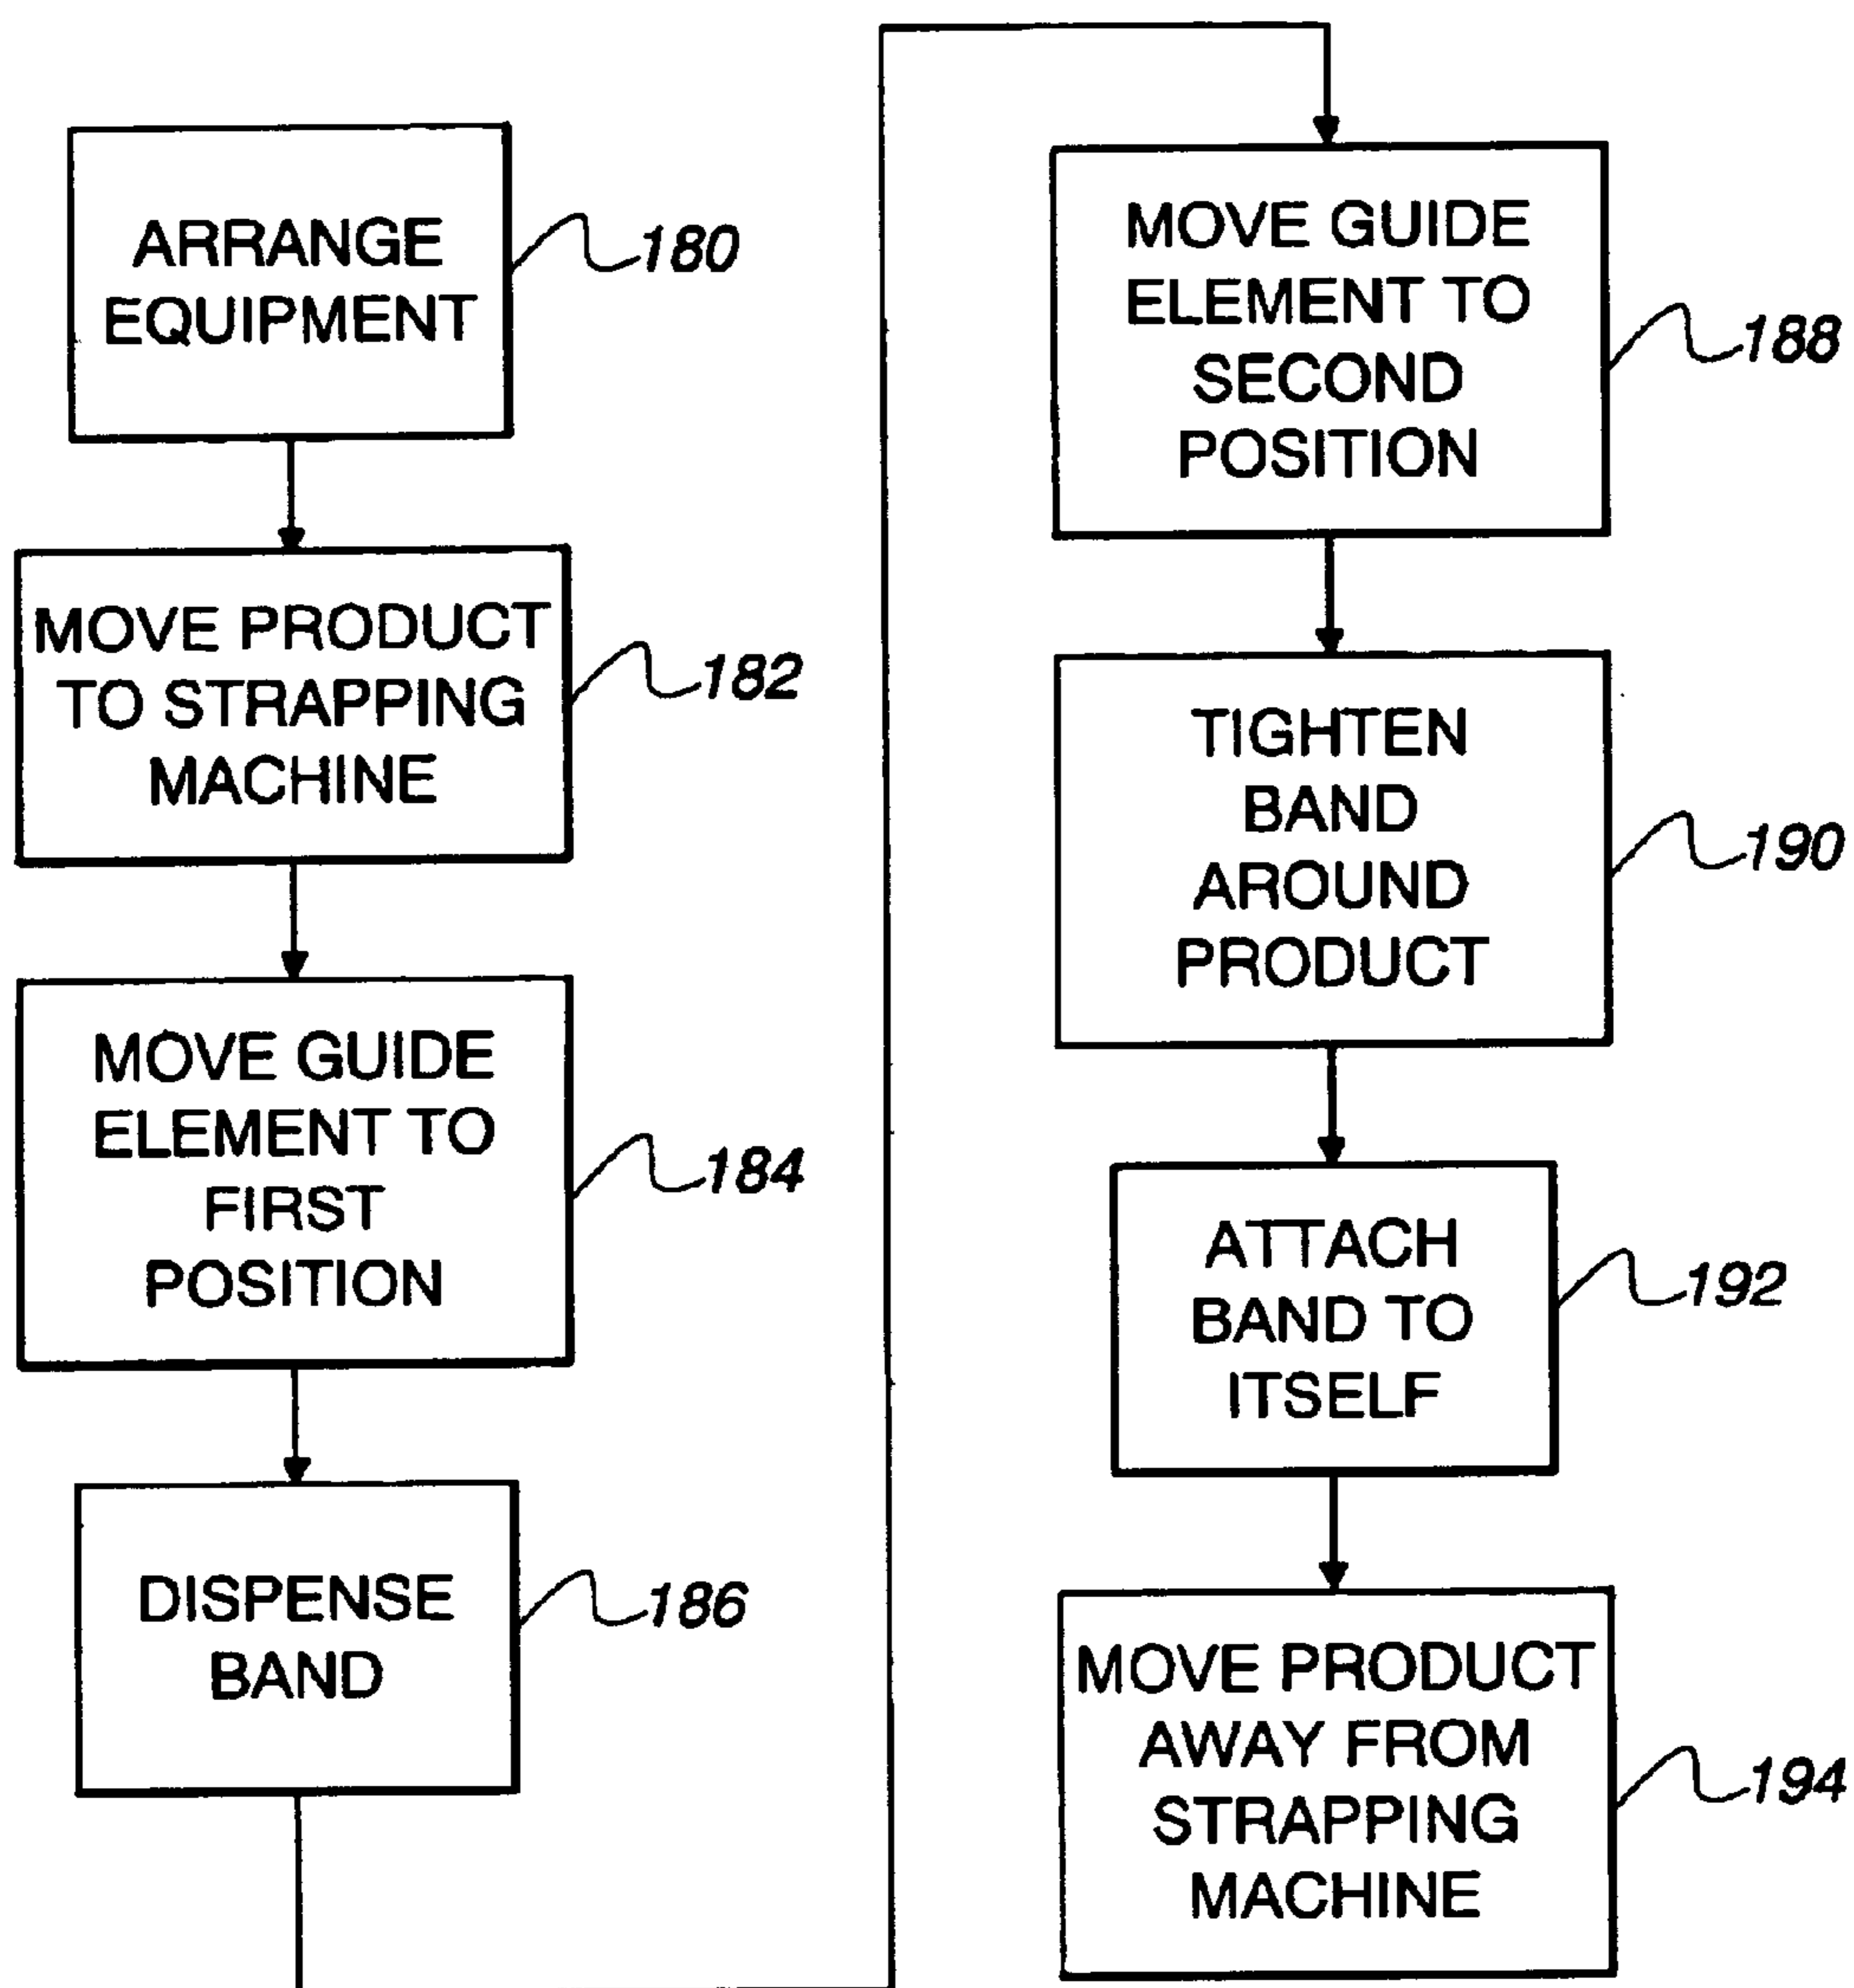 ARRANGE
EQUIPMENT
180
MOVE PRODUCT
TO STRAPPING
MACHINE
182
MOVE GUIDE
ELEMENT TO
FIRST
POSITION
184
DISPENSE
BAND
186
MOVE GUIDE
ELEMENT TO
SECOND
POSITION
188
TIGHTEN
BAND
AROUND
PRODUCT
190
ATTACH
BAND TO
ITSELF
192
MOVE PRODUCT
AWAY FROM
STRAPPING
MACHINE
194